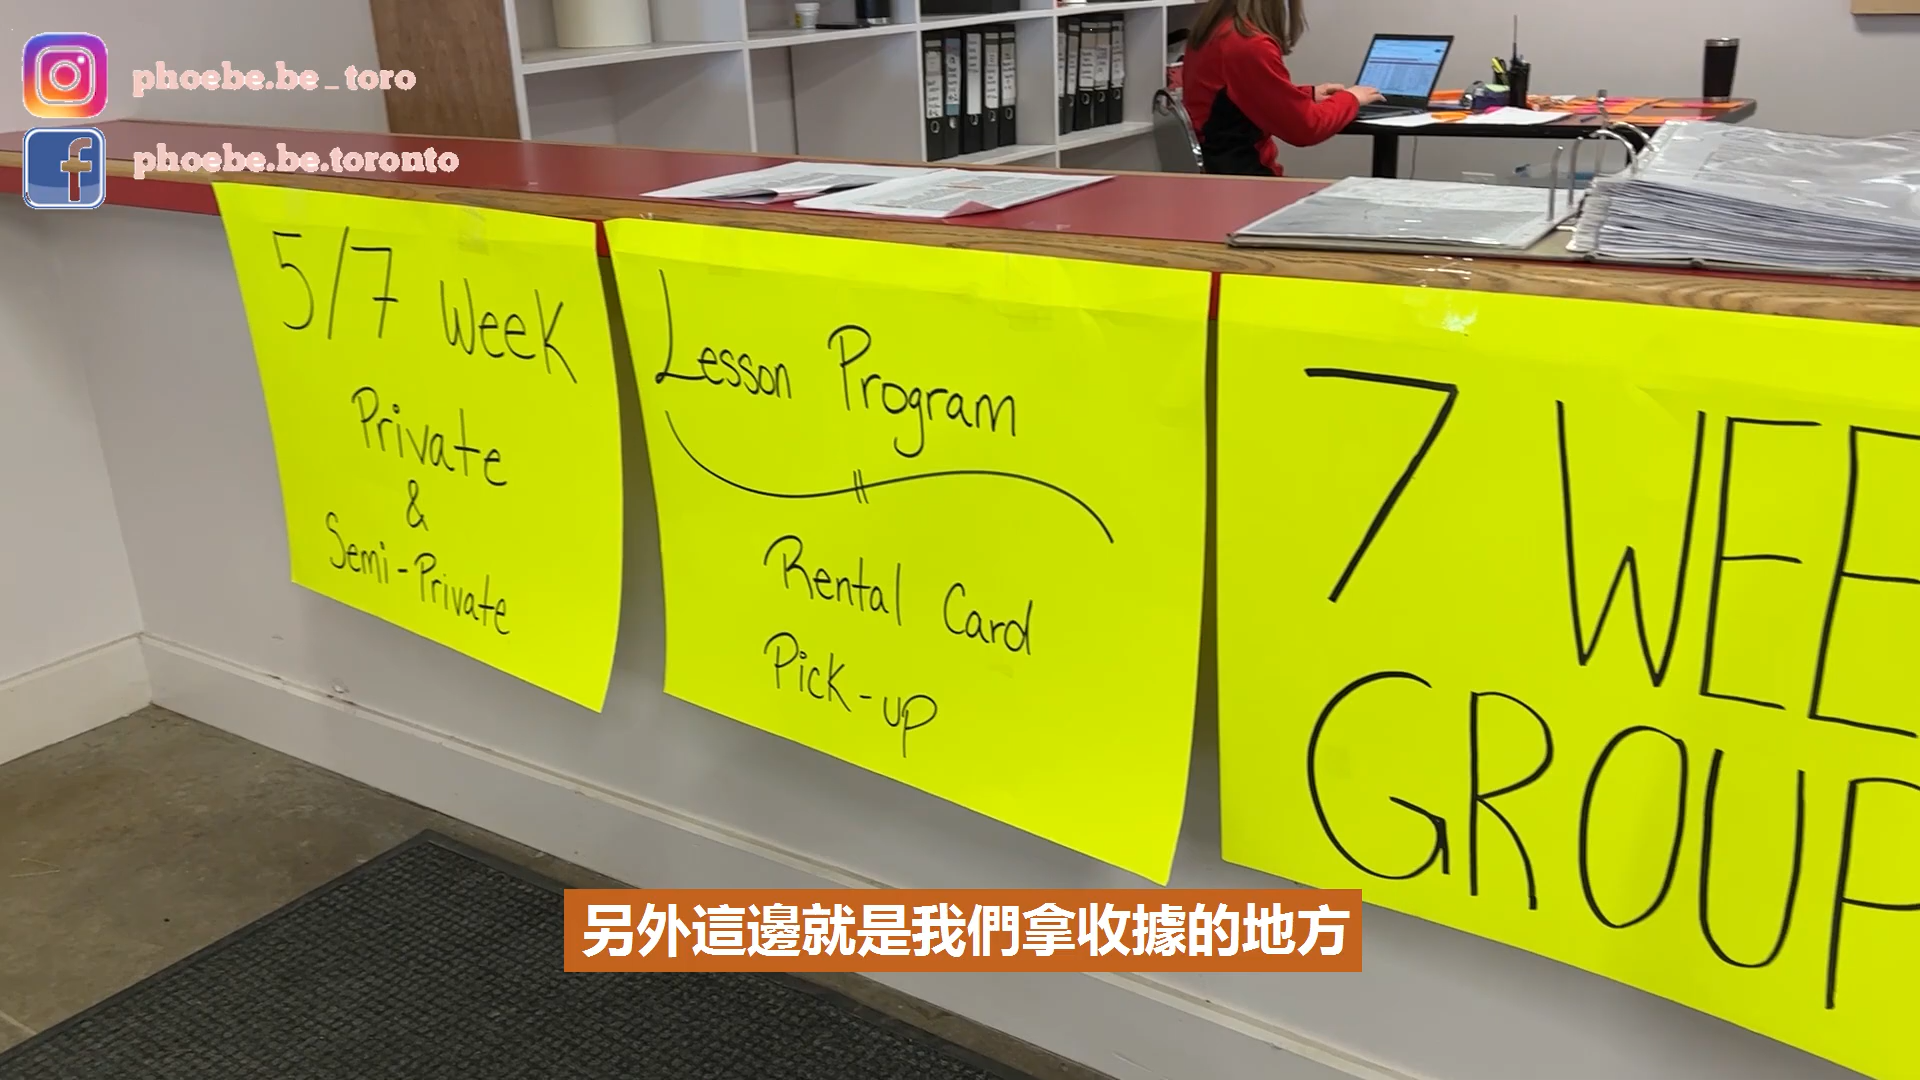 phoebe.be_toro
phoebe.be.toronto
5/7 Week
Private
&
Semi-Private
Lesson Program
Rental Card
Pick-up
7 WEE
GROUP
另外這邊就是我們拿收據的地方